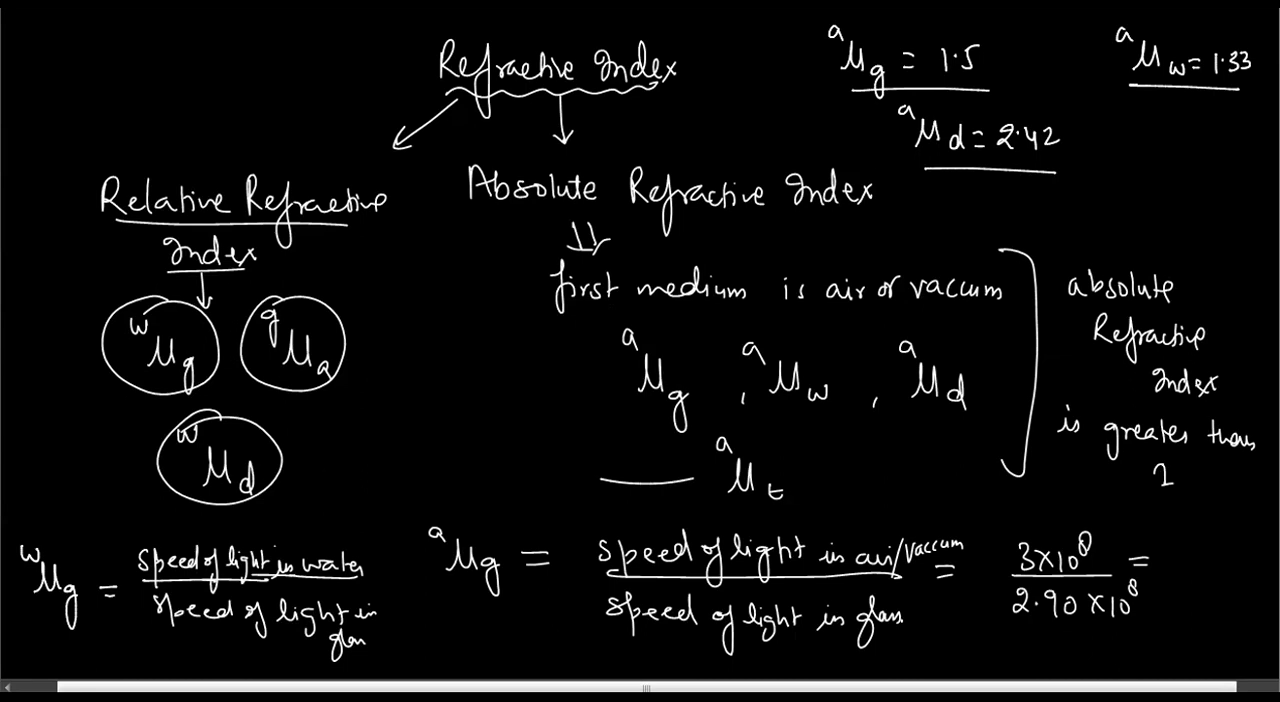 Refractive Index
ᵃμg = 1.5
ᵃμw = 1.33
ᵃμd = 2.42
Relative Refractive
Index
Absolute Refractive Index
first medium is air or vaccum
absolute
Refractive
Index
is greater than
1
ʷμg
ᵍμa
ʷμd
ᵃμg , ᵃμw , ᵃμd
ᵃμt
ʷμg = speed of light in water
speed of light in
glass
ᵃμg = speed of light in air/vaccum = 3×10⁸ =
speed of light in glass
2.90 ×10⁸